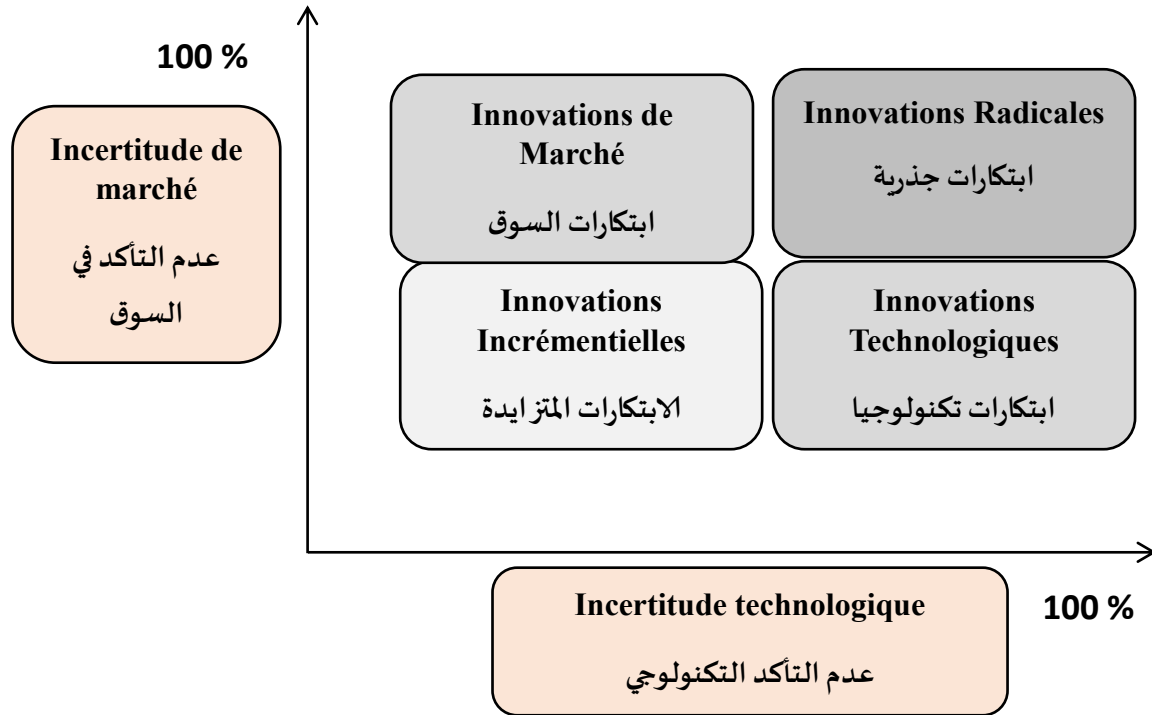 100 %
Incertitude de
marché
عدم التأكد في
السوق
Innovations de
Marché
ابتكارات السوق
Innovations Radicales
ابتكارات جذرية
Innovations
Incrémentielles
الابتكارات المتزايدة
Innovations
Technologiques
ابتكارات تكنولوجيا
Incertitude technologique
عدم التأكد التكنولوجي
100 %